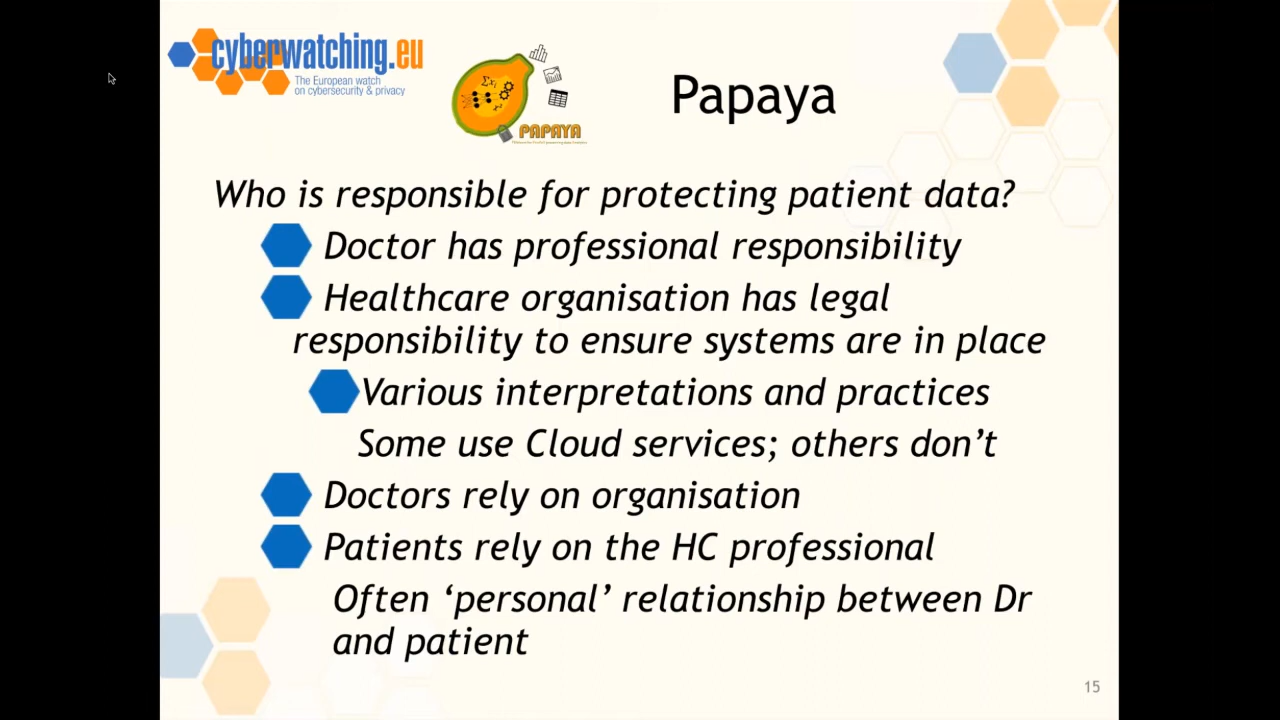 cyberwatching.eu
The European watch
on cybersecurity & privacy
Σxᵢ
PAPAYA
Papaya
Who is responsible for protecting patient data?
Doctor has professional responsibility
Healthcare organisation has legal
responsibility to ensure systems are in place
Various interpretations and practices
Some use Cloud services; others don’t
Doctors rely on organisation
Patients rely on the HC professional
Often ‘personal’ relationship between Dr
and patient
15